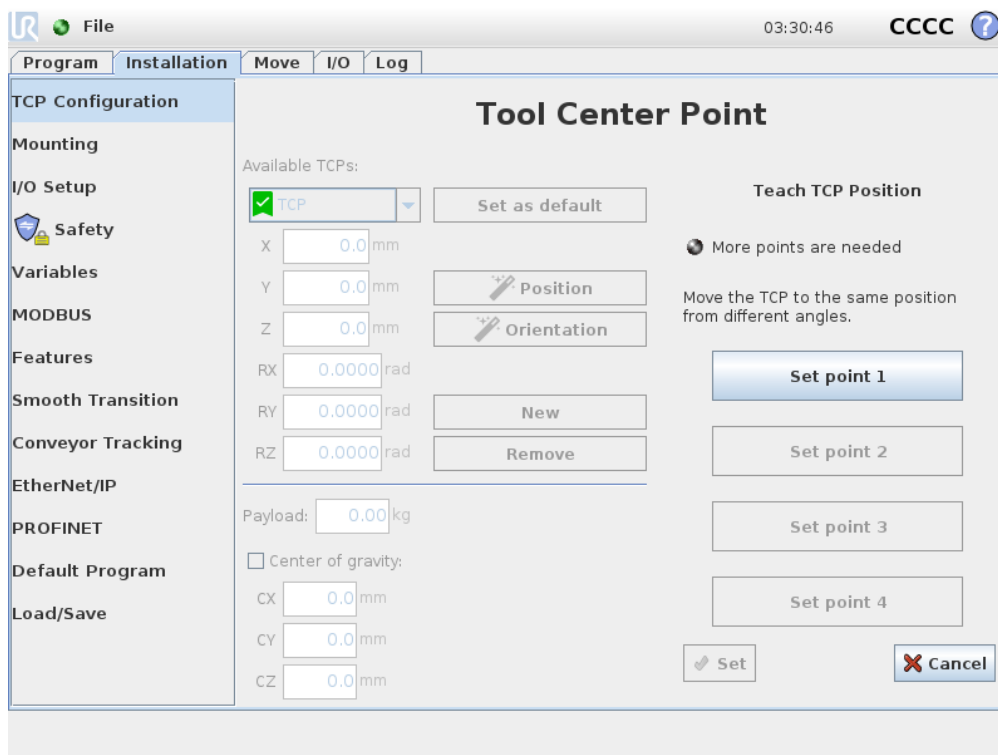 UR File 03:30:46 CCCC ?
Program Installation Move I/O Log
TCP Configuration
Mounting
I/O Setup
Safety
Variables
MODBUS
Features
Smooth Transition
Conveyor Tracking
EtherNet/IP
PROFINET
Default Program
Load/Save
Tool Center Point
Available TCPs:
TCP Set as default
X 0.0 mm
Y 0.0 mm Position
Z 0.0 mm Orientation
RX 0.0000 rad
RY 0.0000 rad New
RZ 0.0000 rad Remove
Payload: 0.00 kg
Center of gravity:
CX 0.0 mm
CY 0.0 mm
CZ 0.0 mm
Teach TCP Position
More points are needed
Move the TCP to the same position
from different angles.
Set point 1
Set point 2
Set point 3
Set point 4
Set Cancel